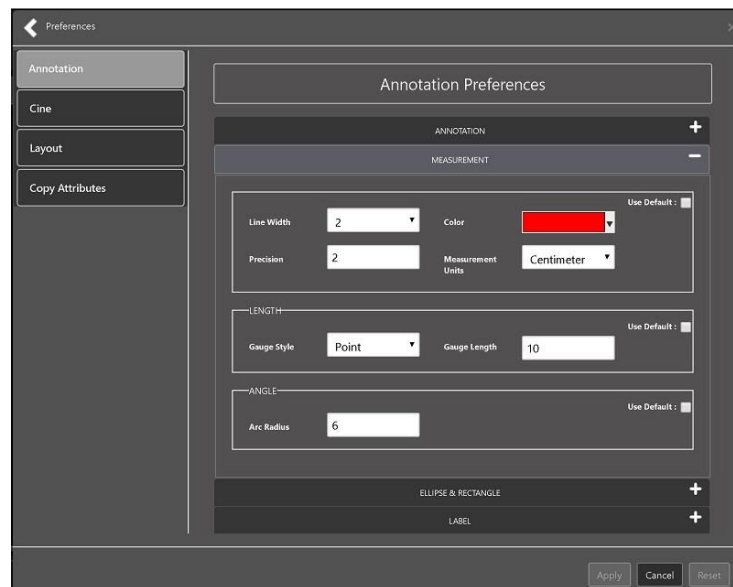 Preferences
Annotation
Cine
Layout
Copy Attributes
Annotation Preferences
ANNOTATION
MEASUREMENT
Use Default :
Line Width 2 Color
Precision 2 Measurement Units Centimeter
LENGTH
Use Default :
Gauge Style Point Gauge Length 10
ANGLE
Use Default :
Arc Radius 6
ELLIPSE & RECTANGLE
LABEL
Apply Cancel Reset